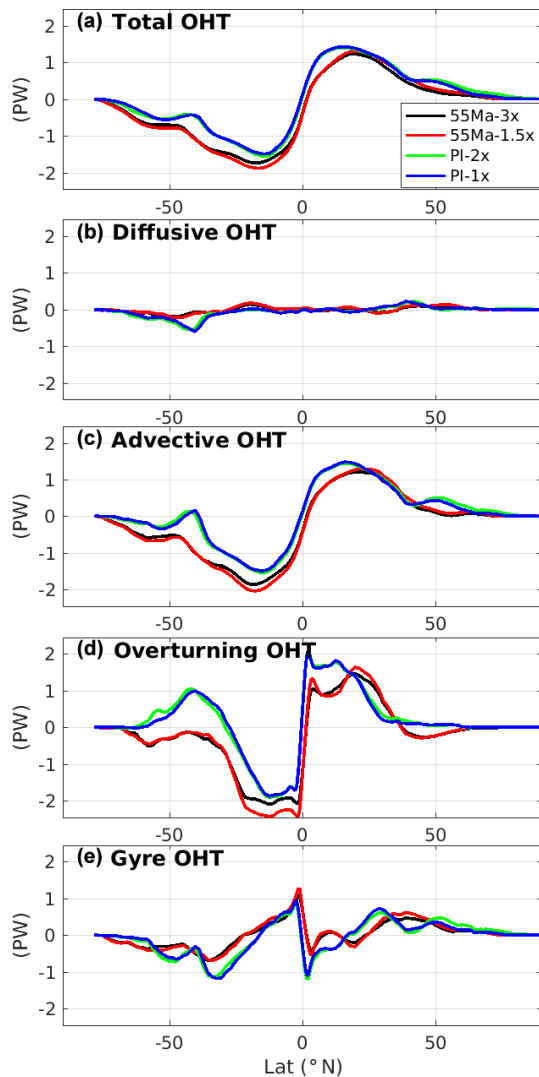 (a) Total OHT
2
1
0
-1
-2
(PW)
55Ma-3x
55Ma-1.5x
PI-2x
PI-1x
-50
0
50
(b) Diffusive OHT
2
1
0
-1
-2
(PW)
-50
0
50
(c) Advective OHT
2
1
0
-1
-2
(PW)
-50
0
50
(d) Overturning OHT
2
1
0
-1
-2
(PW)
-50
0
50
(e) Gyre OHT
2
1
0
-1
-2
(PW)
-50
0
50
Lat (°N)